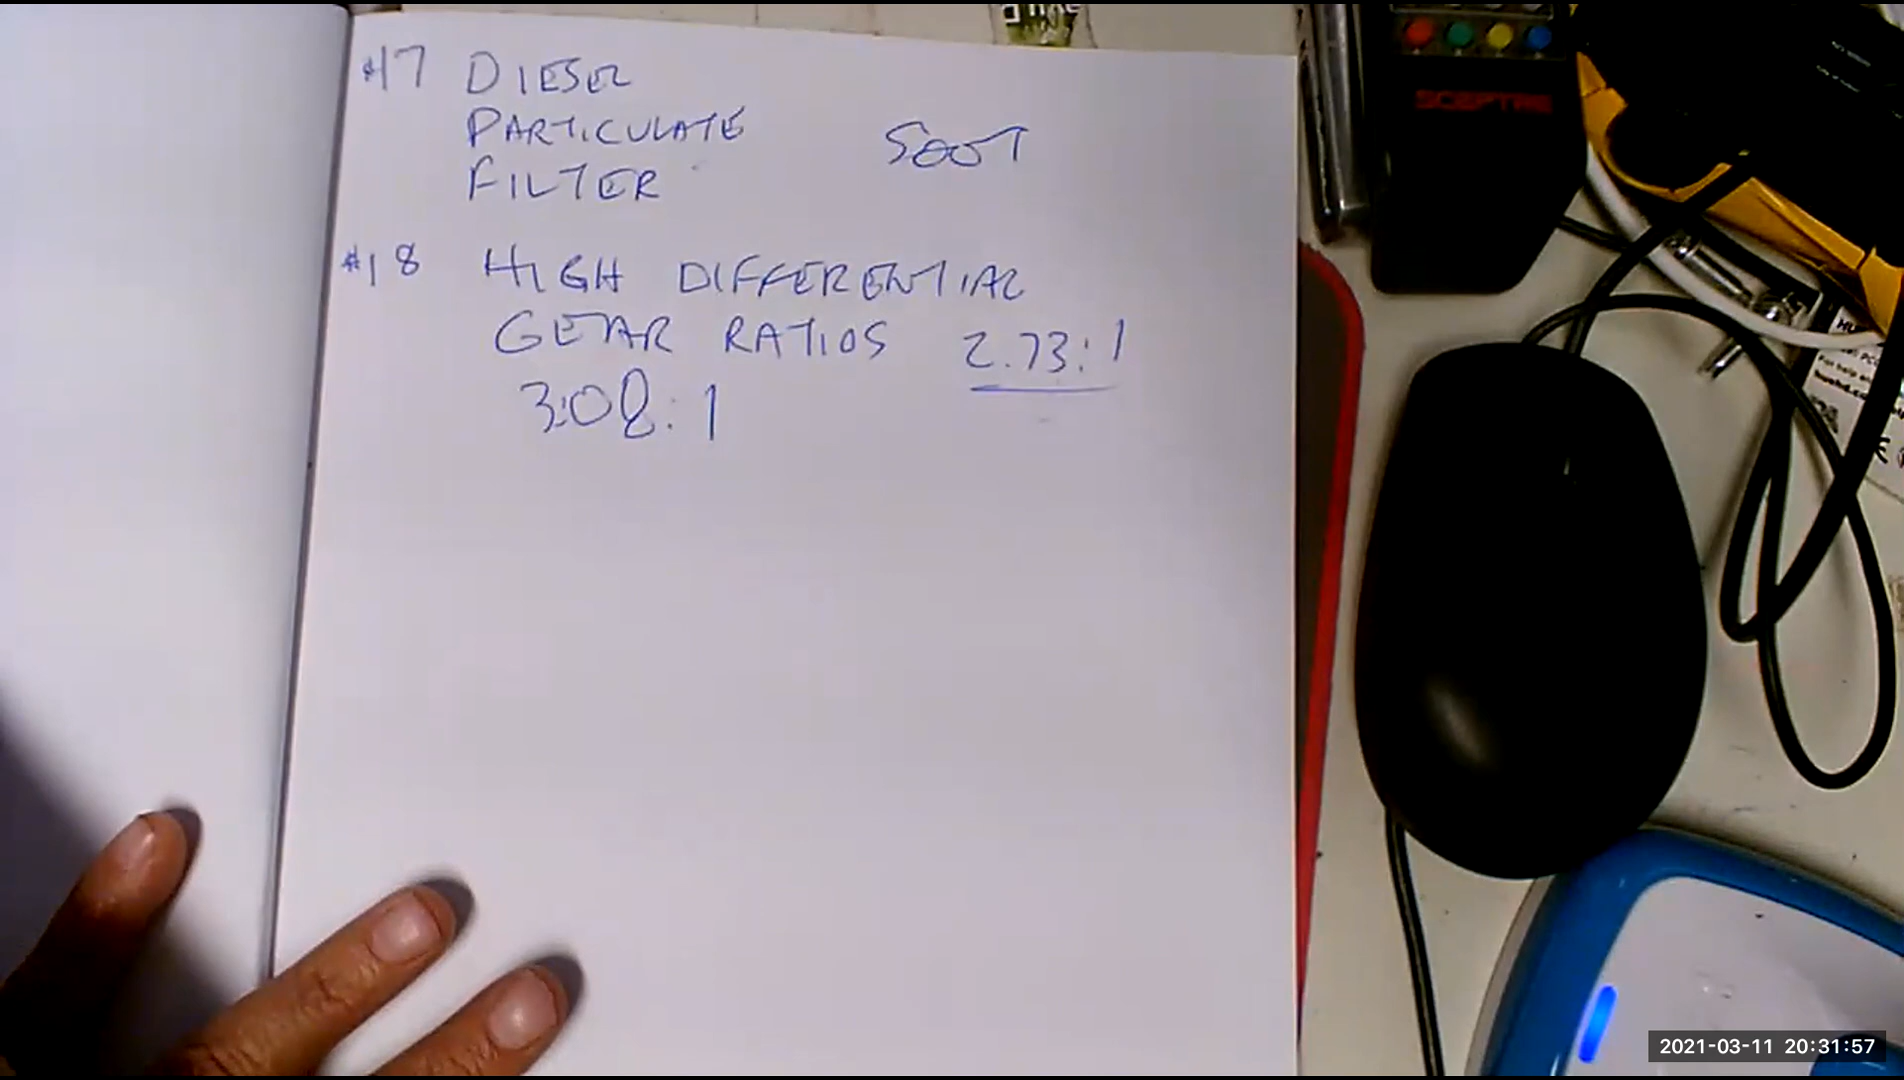 #17 DIESEL
PARTICULATE
FILTER
SOOT
#18 HIGH DIFFERENTIAL
GEAR RATIOS 2.73:1
3:08:1
SCEPTRE
2021-03-11 20:31:57